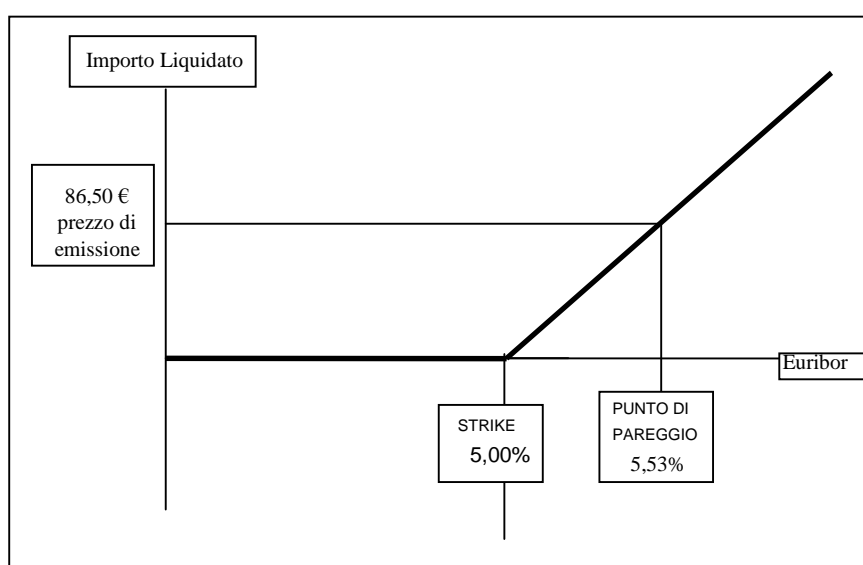 Importo Liquidato
86,50 €
prezzo di
emissione
Euribor
STRIKE
5,00%
PUNTO DI
PAREGGIO
5,53%